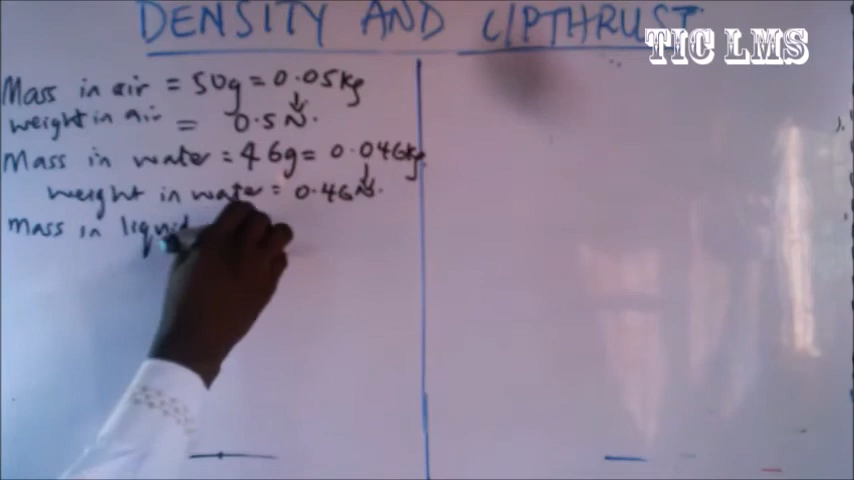 DENSITY AND UPTHRUST
TIC LMS
Mass in air = 50g = 0.05kg
weight in air = 0.5N.
Mass in water = 46g = 0.046kg
weight in water = 0.46N.
Mass in liquid